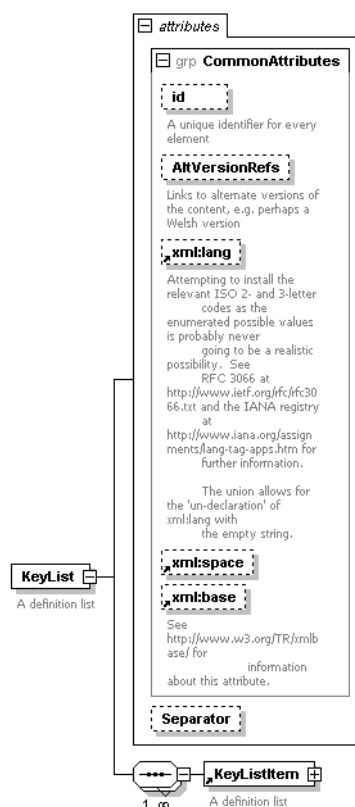 attributes
grp CommonAttributes
id
A unique identifier for every
element
AltVersionRefs
Links to alternate versions of
the content, e.g. perhaps a
Welsh version
xml:lang
Attempting to install the
relevant ISO 2- and 3-letter
codes as the
enumerated possible values
is probably never
going to be a realistic
possibility. See
RFC 3066 at
http://www.ietf.org/rfc/rfc30
66.txt and the IANA registry
at
http://www.iana.org/assign
ments/lang-tag-apps.htm for
further information.
The union allows for
the 'un-declaration' of
xml:lang with
the empty string.
xml:space
xml:base
See
http://www.w3.org/TR/xmlb
ase/ for
information
about this attribute.
Separator
KeyList
A definition list
KeyListItem
1..∞
A definition list